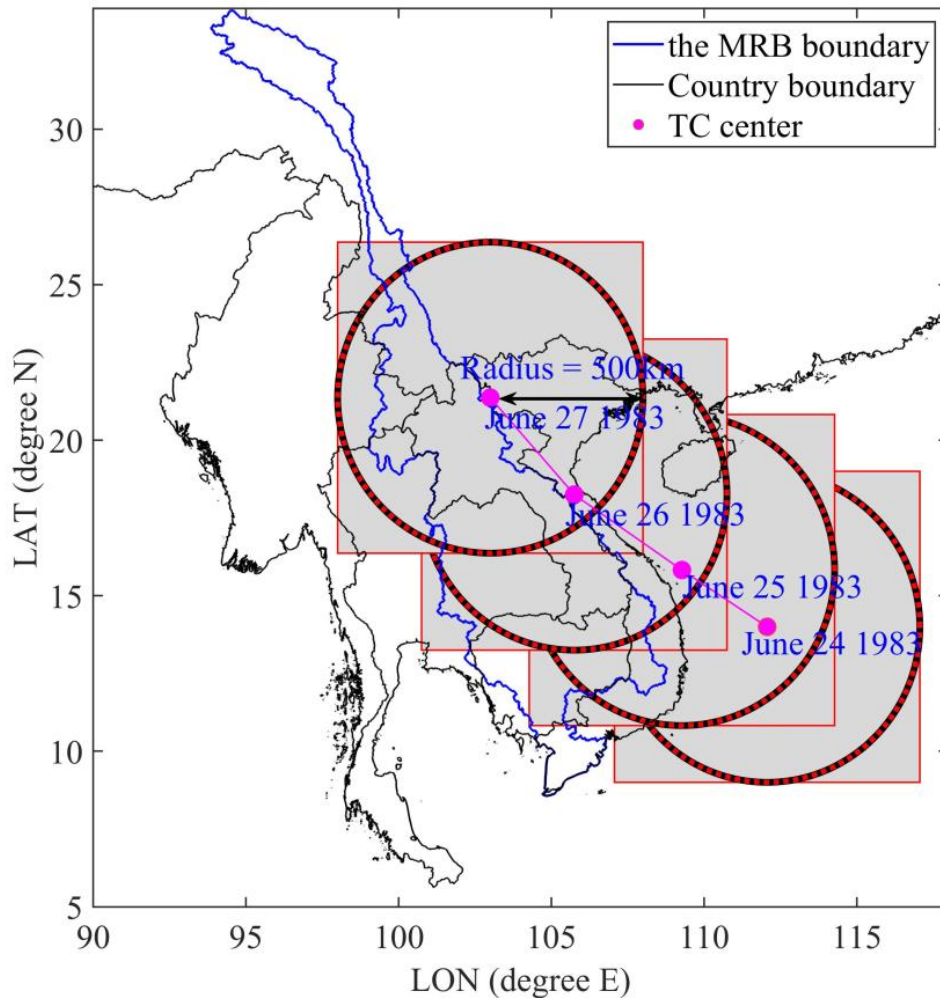 the MRB boundary
Country boundary
TC center
30
25
20
15
10
5
LAT (degree N)
Radius = 500km
June 27 1983
June 26 1983
June 25 1983
June 24 1983
90
95
100
105
110
115
LON (degree E)